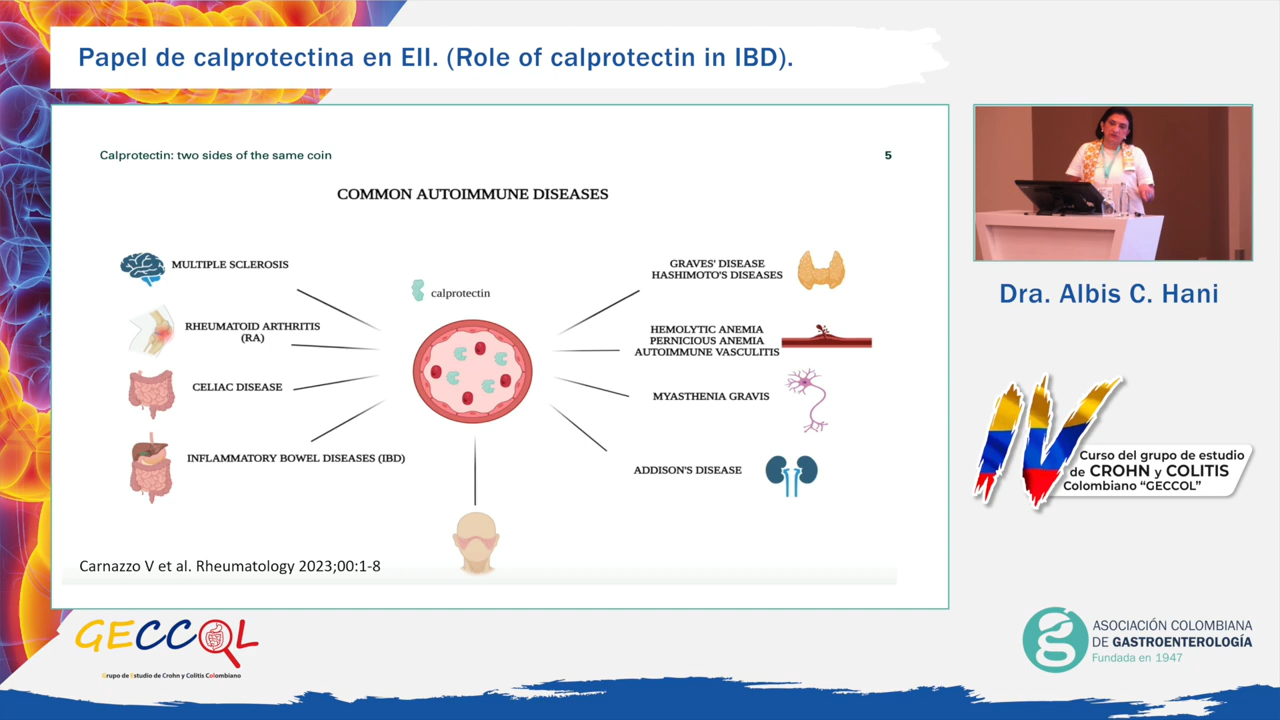 Papel de calprotectina en EII. (Role of calprotectin in IBD).
Calprotectin: two sides of the same coin
5
COMMON AUTOIMMUNE DISEASES
MULTIPLE SCLEROSIS
RHEUMATOID ARTHRITIS
(RA)
CELIAC DISEASE
INFLAMMATORY BOWEL DISEASES (IBD)
calprotectin
GRAVES' DISEASE
HASHIMOTO'S DISEASES
HEMOLYTIC ANEMIA
PERNICIOUS ANEMIA
AUTOIMMUNE VASCULITIS
MYASTHENIA GRAVIS
ADDISON'S DISEASE
Carnazzo V et al. Rheumatology 2023;00:1-8
Dra. Albis C. Hani
IV
Curso del grupo de estudio
de CROHN y COLITIS
Colombiano "GECCOL"
GECCOL
Grupo de Estudio de Crohn y Colitis Colombiano
ASOCIACIÓN COLOMBIANA
DE GASTROENTEROLOGÍA
Fundada en 1947